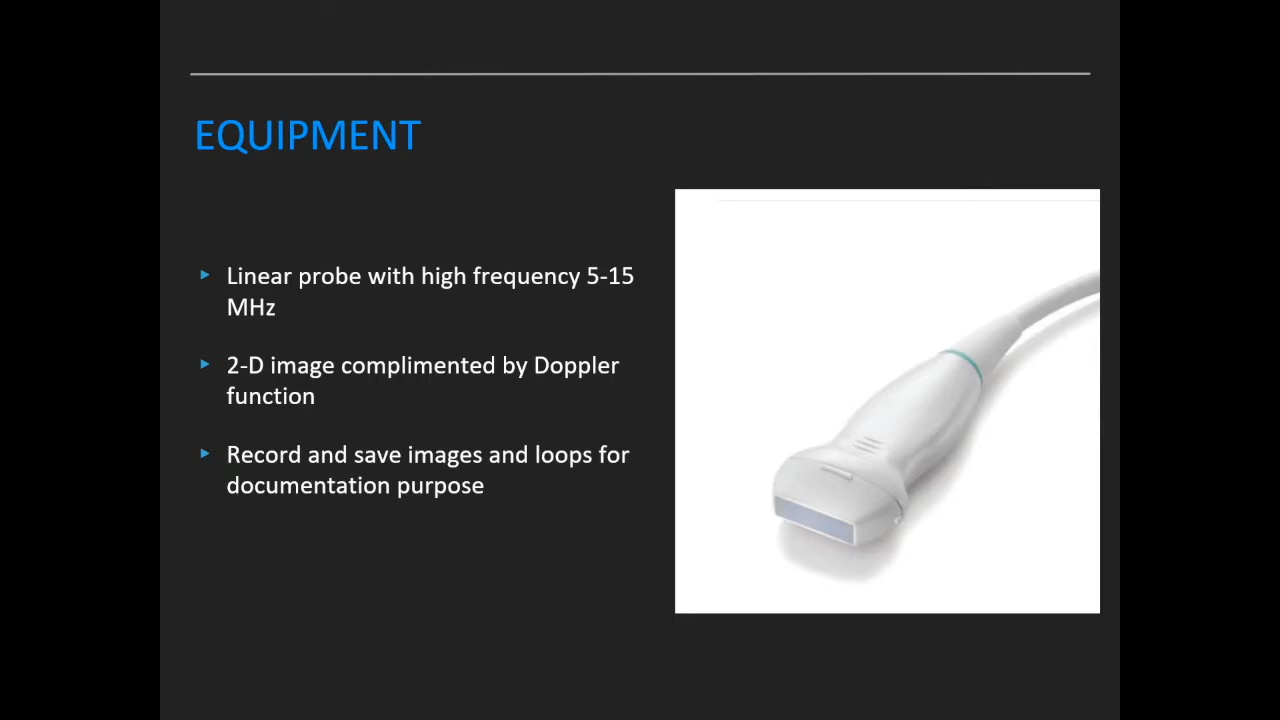 EQUIPMENT
Linear probe with high frequency 5-15
MHz
2-D image complimented by Doppler
function
Record and save images and loops for
documentation purpose